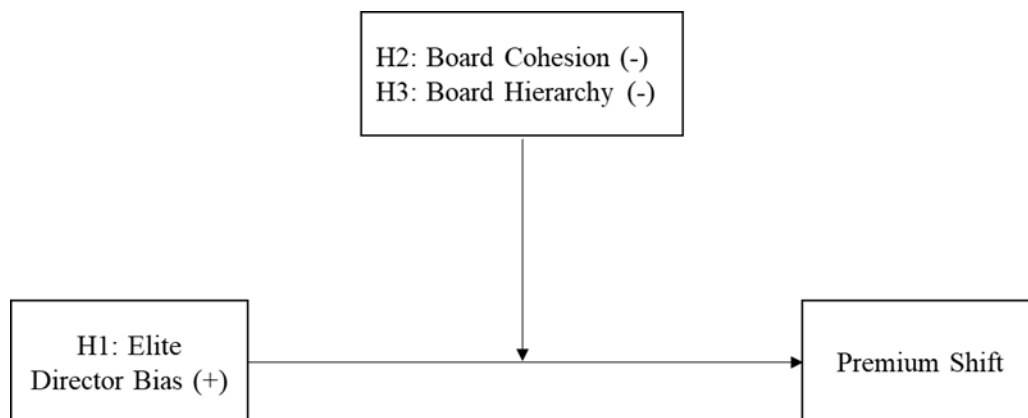 H2: Board Cohesion (-)
H3: Board Hierarchy (-)
H1: Elite
Director Bias (+)
Premium Shift